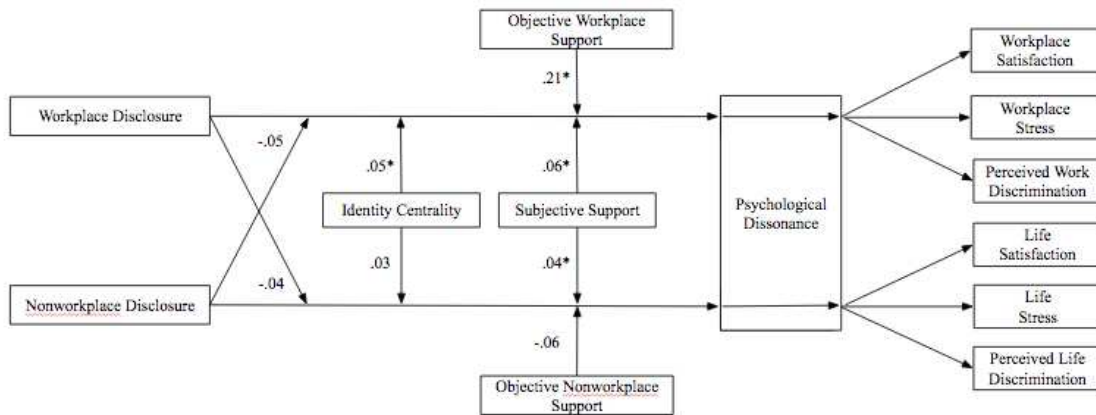 Objective Workplace
Support
.21*
Workplace Disclosure
-.05
.05*
.06*
Identity Centrality
Subjective Support
.03
.04*
-.04
Nonworkplace Disclosure
-.06
Objective Nonworkplace
Support
Psychological
Dissonance
Workplace
Satisfaction
Workplace
Stress
Perceived Work
Discrimination
Life
Satisfaction
Life
Stress
Perceived Life
Discrimination